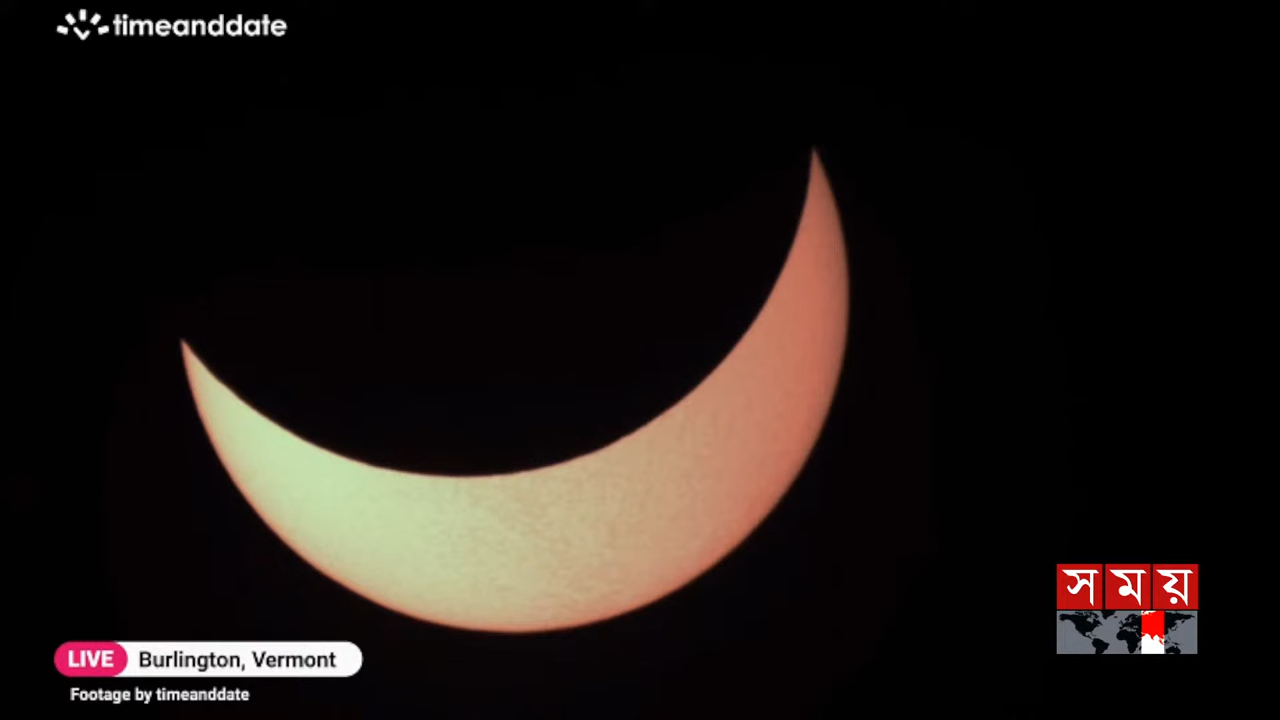 timeanddate
সময়
LIVE Burlington, Vermont
Footage by timeanddate